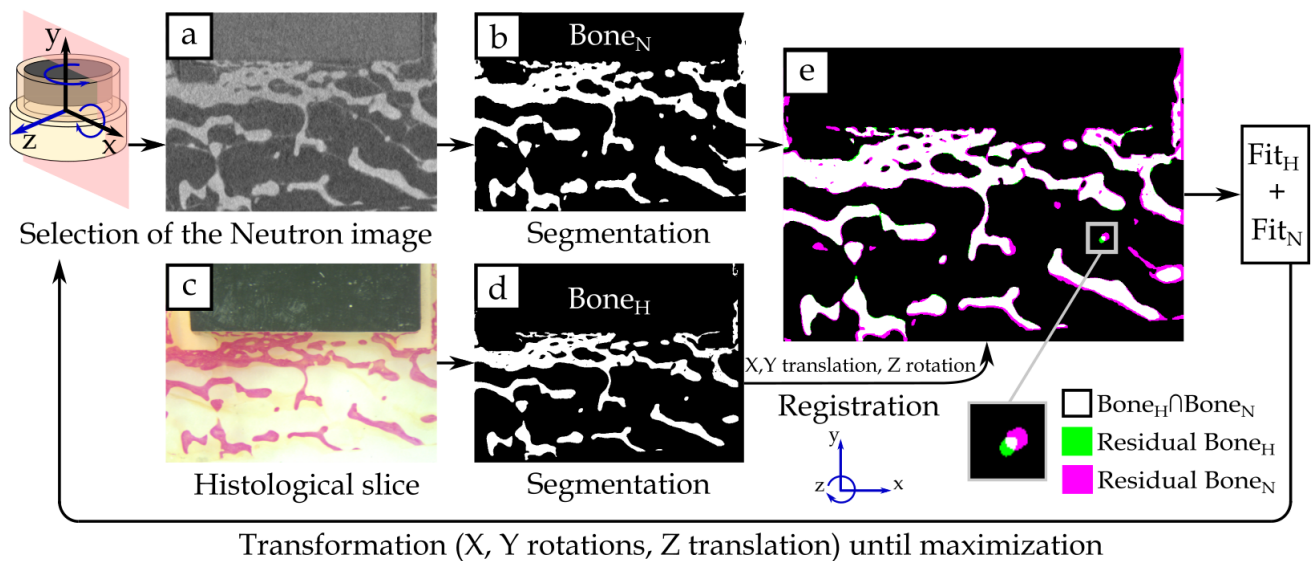 y
z
x
a
b
Bone_N
e
Fit_H
+
Fit_N
Selection of the Neutron image
Segmentation
c
d
Bone_H
X,Y translation, Z rotation
Registration
Histological slice
Segmentation
y
z
x
Bone_H∩Bone_N
Residual Bone_H
Residual Bone_N
Transformation (X, Y rotations, Z translation) until maximization